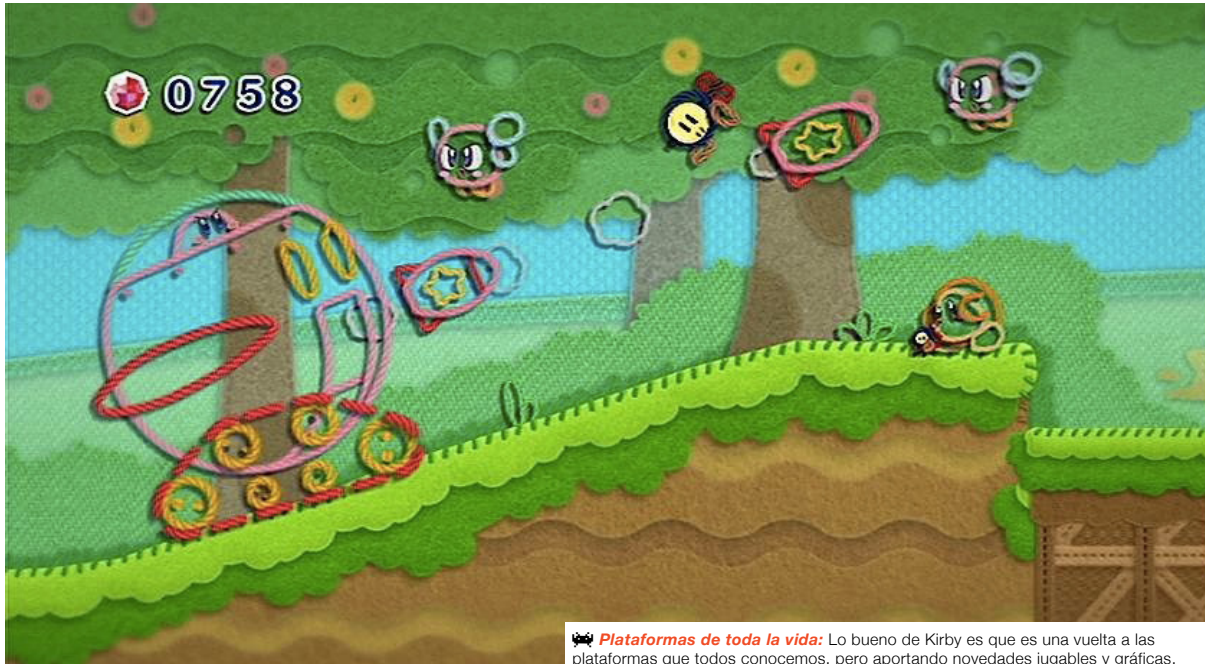 0758
Plataformas de toda la vida: Lo bueno de Kirby es que es una vuelta a las
plataformas que todos conocemos, pero aportando novedades jugables y gráficas.